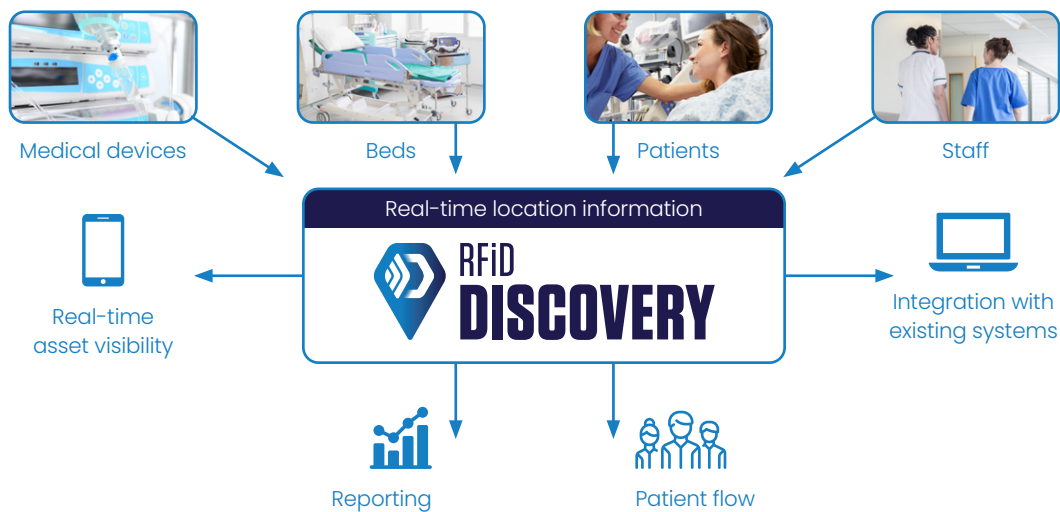 Medical devices
Beds
Patients
Staff
Real-time location information
RFiD
DISCOVERY
Real-time
asset visibility
Integration with
existing systems
Reporting
Patient flow